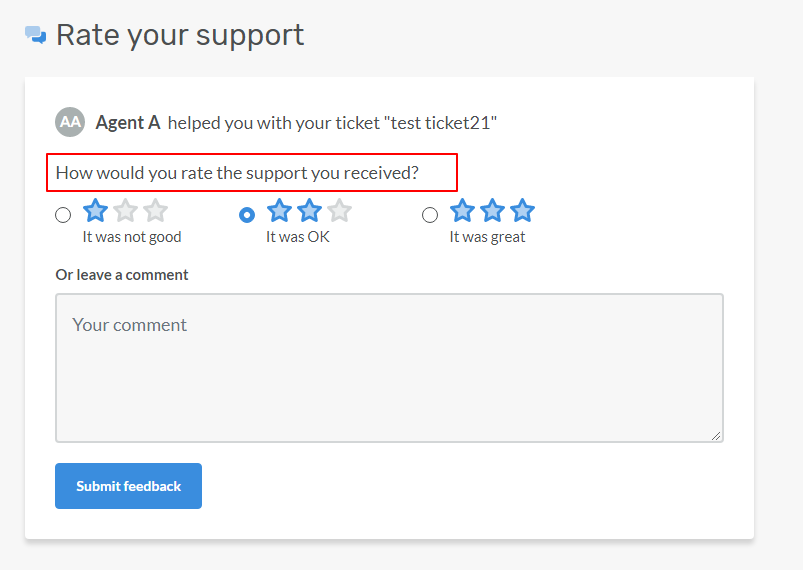 Rate your support
AA Agent A helped you with your ticket "test ticket21"
How would you rate the support you received?
It was not good It was OK It was great
Or leave a comment
Your comment
Submit feedback